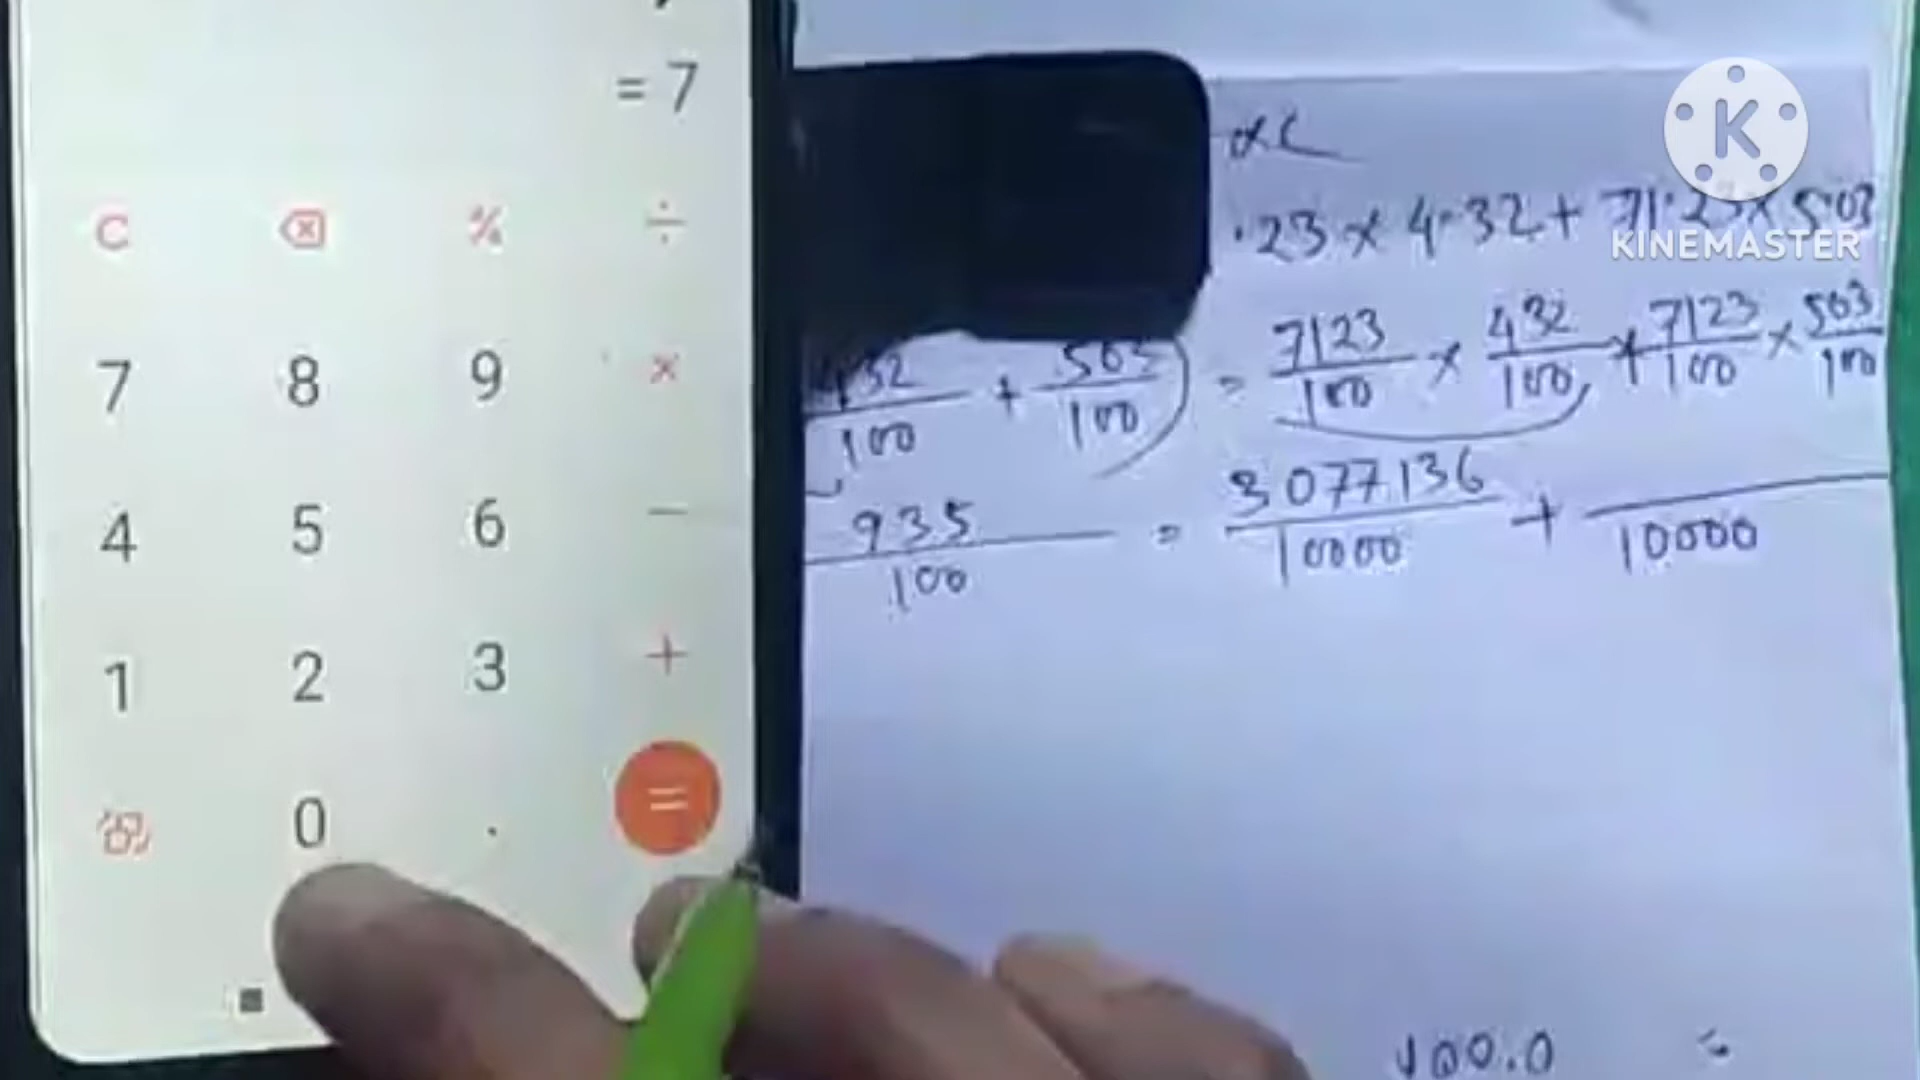 = 7
C % ÷
7 8 9 ×
4 5 6 −
1 2 3 +
0 . =
K
KINEMASTER
×C
.23 × 4.32 + 71.23 × 5.03
432/100 + 503/100) = 7123/100 × 432/100 + 7123/100 × 503/100
935/100 = 3077136/10000 + /10000
100.0 =